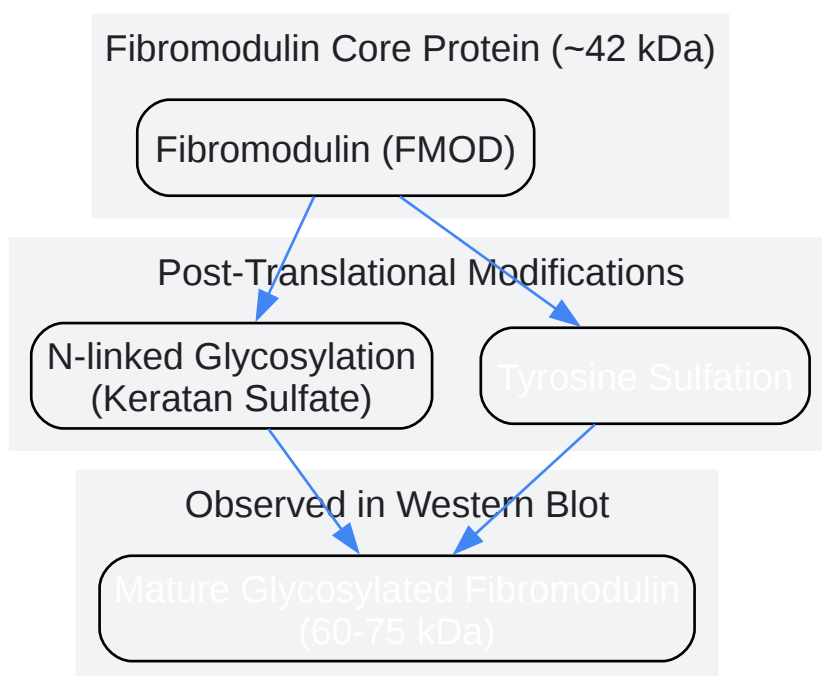 Fibromodulin Core Protein (~42 kDa)
Fibromodulin (FMOD)
Post-Translational Modifications
N-linked Glycosylation
(Keratan Sulfate)
Tyrosine Sulfation
Observed in Western Blot
Mature Glycosylated Fibromodulin
(60-75 kDa)